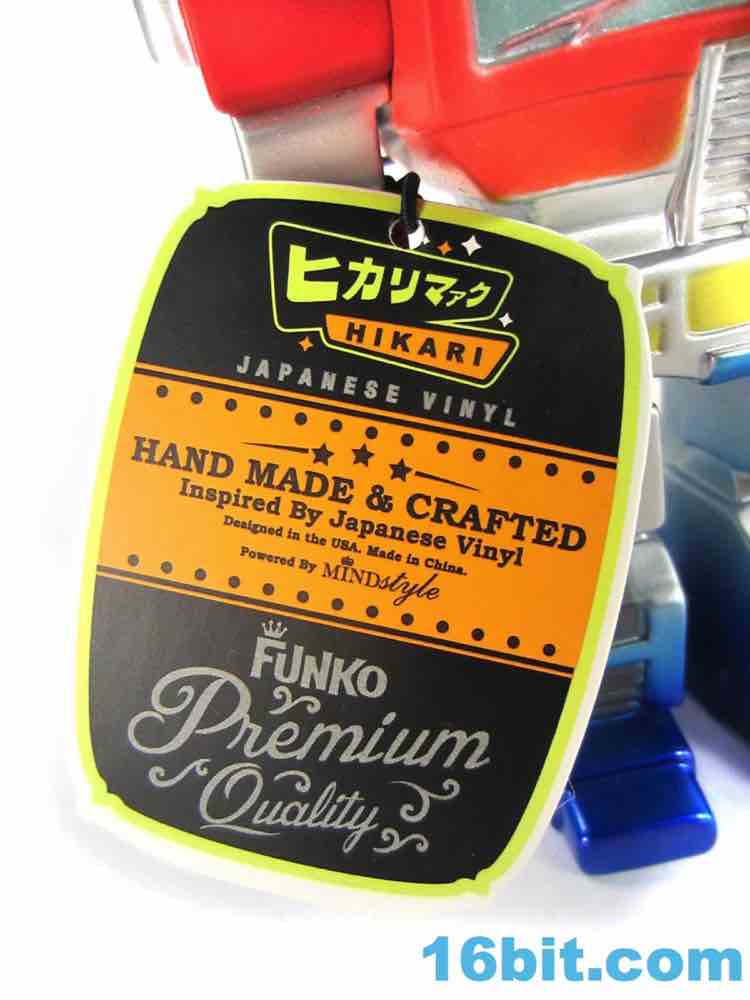 ヒカリマァク
HIKARI
JAPANESE VINYL
HAND MADE & CRAFTED
Inspired By Japanese Vinyl
Designed in the USA. Made in China.
Powered By MINDstyle
FUNKO
Premium
Quality
16bit.com